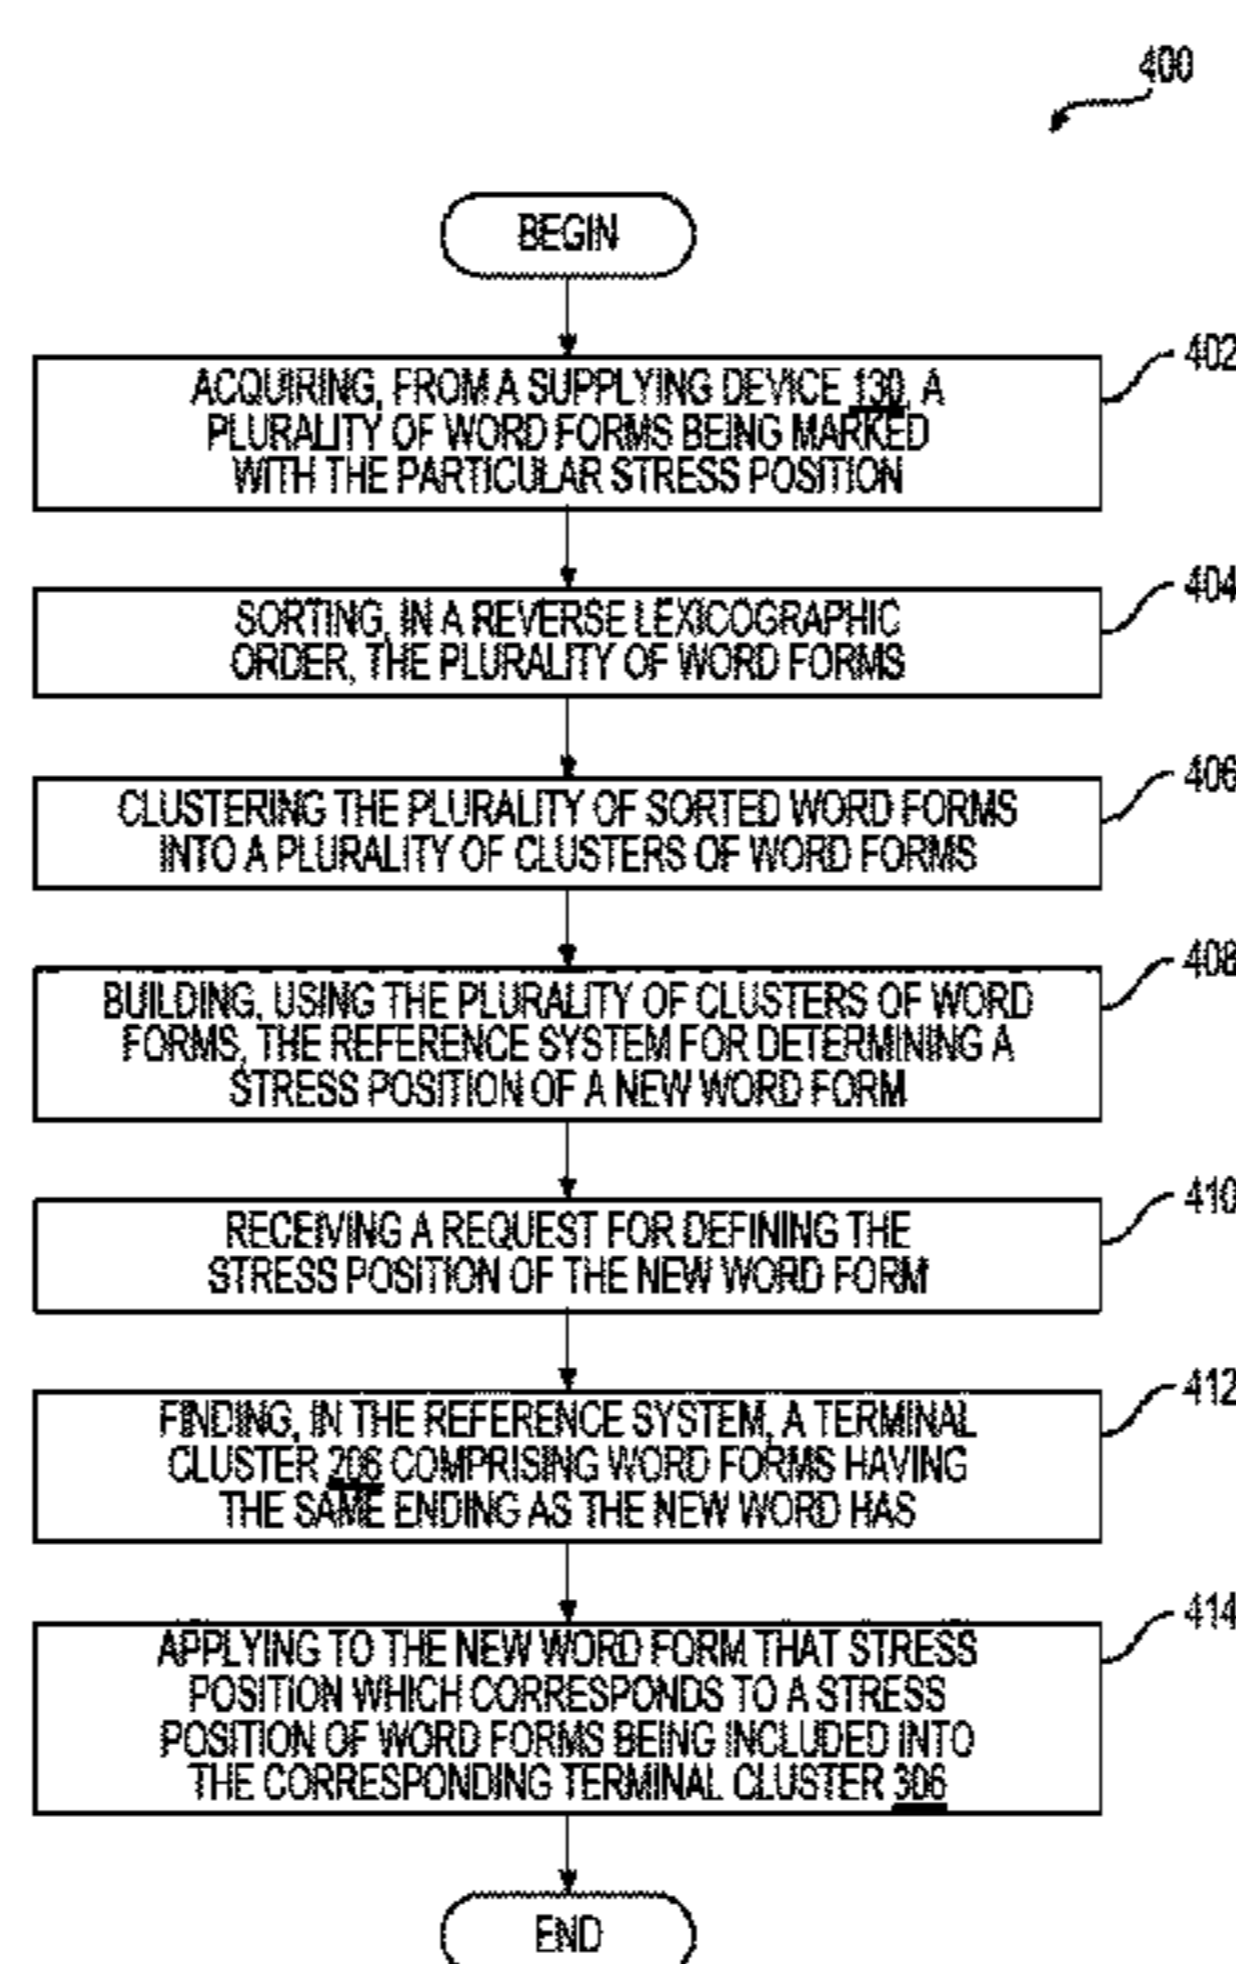 400
BEGIN
402
ACQUIRING, FROM A SUPPLYING DEVICE 130, A
PLURALITY OF WORD FORMS BEING MARKED
WITH THE PARTICULAR STRESS POSITION
404
SORTING, IN A REVERSE LEXICOGRAPHIC
ORDER, THE PLURALITY OF WORD FORMS
406
CLUSTERING THE PLURALITY OF SORTED WORD FORMS
INTO A PLURALITY OF CLUSTERS OF WORD FORMS
408
BUILDING, USING THE PLURALITY OF CLUSTERS OF WORD
FORMS, THE REFERENCE SYSTEM FOR DETERMINING A
STRESS POSITION OF A NEW WORD FORM
410
RECEIVING A REQUEST FOR DEFINING THE
STRESS POSITION OF THE NEW WORD FORM
412
FINDING, IN THE REFERENCE SYSTEM, A TERMINAL
CLUSTER 206 COMPRISING WORD FORMS HAVING
THE SAME ENDING AS THE NEW WORD HAS
414
APPLYING TO THE NEW WORD FORM THAT STRESS
POSITION WHICH CORRESPONDS TO A STRESS
POSITION OF WORD FORMS BEING INCLUDED INTO
THE CORRESPONDING TERMINAL CLUSTER 306
END